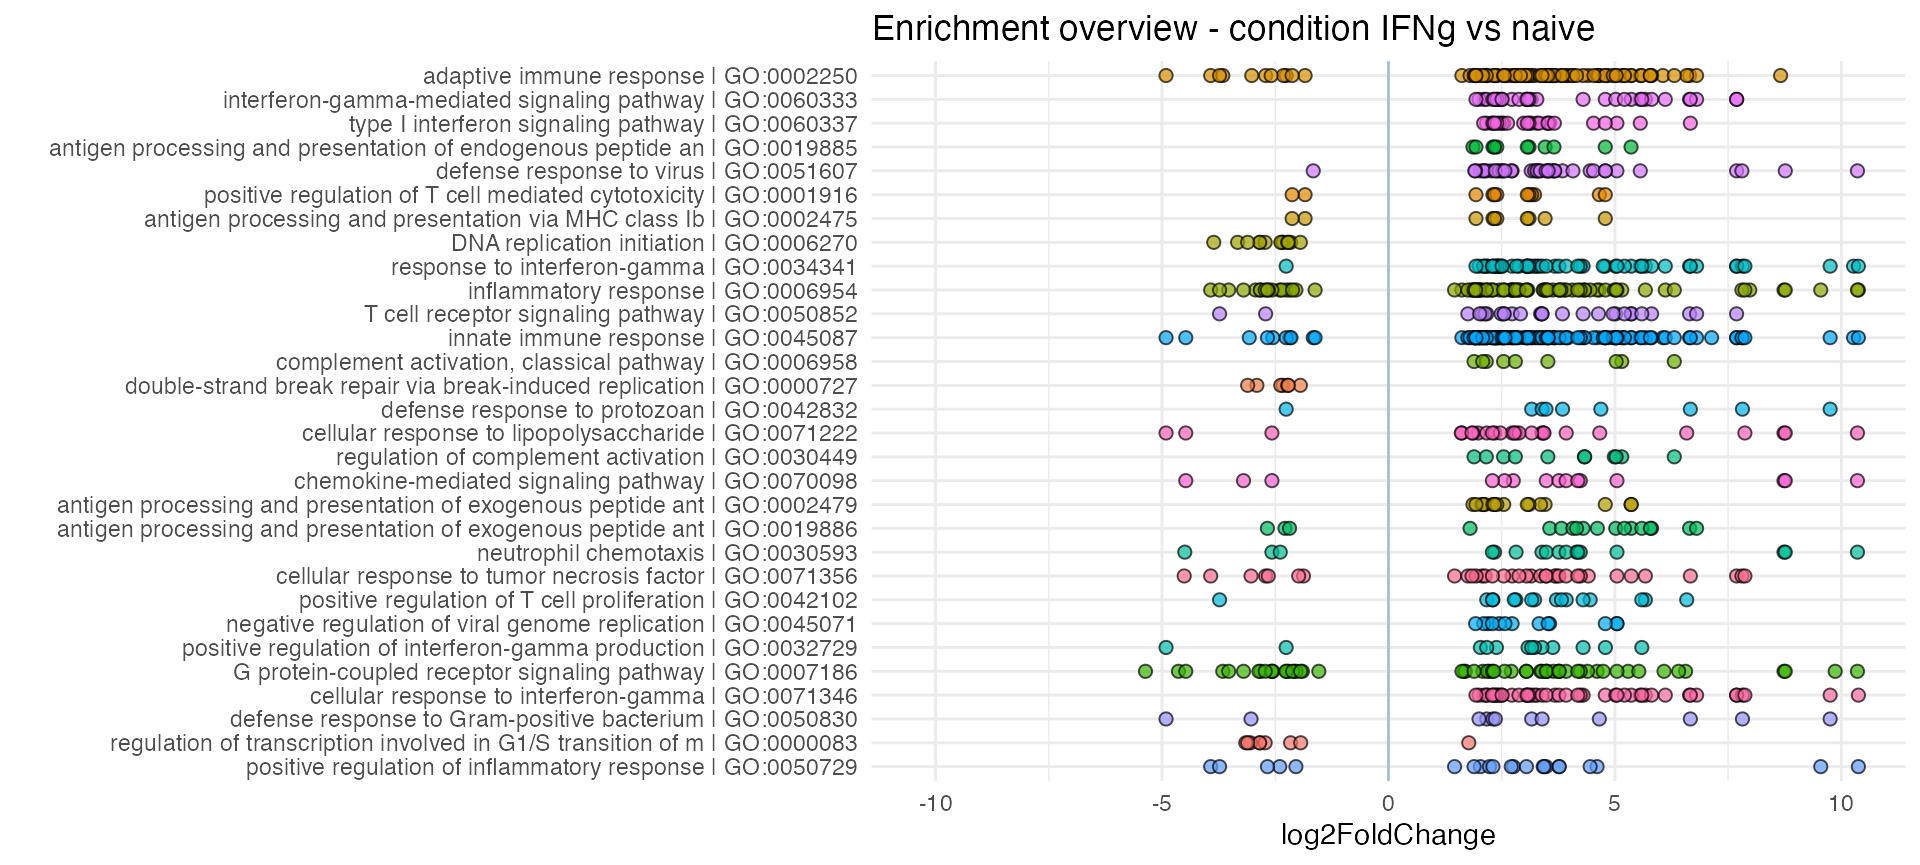 Enrichment overview - condition IFNg vs naive
adaptive immune response | GO:0002250
interferon-gamma-mediated signaling pathway | GO:0060333
type I interferon signaling pathway | GO:0060337
antigen processing and presentation of endogenous peptide an | GO:0019885
defense response to virus | GO:0051607
positive regulation of T cell mediated cytotoxicity | GO:0001916
antigen processing and presentation via MHC class Ib | GO:0002475
DNA replication initiation | GO:0006270
response to interferon-gamma | GO:0034341
inflammatory response | GO:0006954
T cell receptor signaling pathway | GO:0050852
innate immune response | GO:0045087
complement activation, classical pathway | GO:0006958
double-strand break repair via break-induced replication | GO:0000727
defense response to protozoan | GO:0042832
cellular response to lipopolysaccharide | GO:0071222
regulation of complement activation | GO:0030449
chemokine-mediated signaling pathway | GO:0070098
antigen processing and presentation of exogenous peptide ant | GO:0002479
antigen processing and presentation of exogenous peptide ant | GO:0019886
neutrophil chemotaxis | GO:0030593
cellular response to tumor necrosis factor | GO:0071356
positive regulation of T cell proliferation | GO:0042102
negative regulation of viral genome replication | GO:0045071
positive regulation of interferon-gamma production | GO:0032729
G protein-coupled receptor signaling pathway | GO:0007186
cellular response to interferon-gamma | GO:0071346
defense response to Gram-positive bacterium | GO:0050830
regulation of transcription involved in G1/S transition of m | GO:0000083
positive regulation of inflammatory response | GO:0050729
-10 -5 0 5 10
log2FoldChange